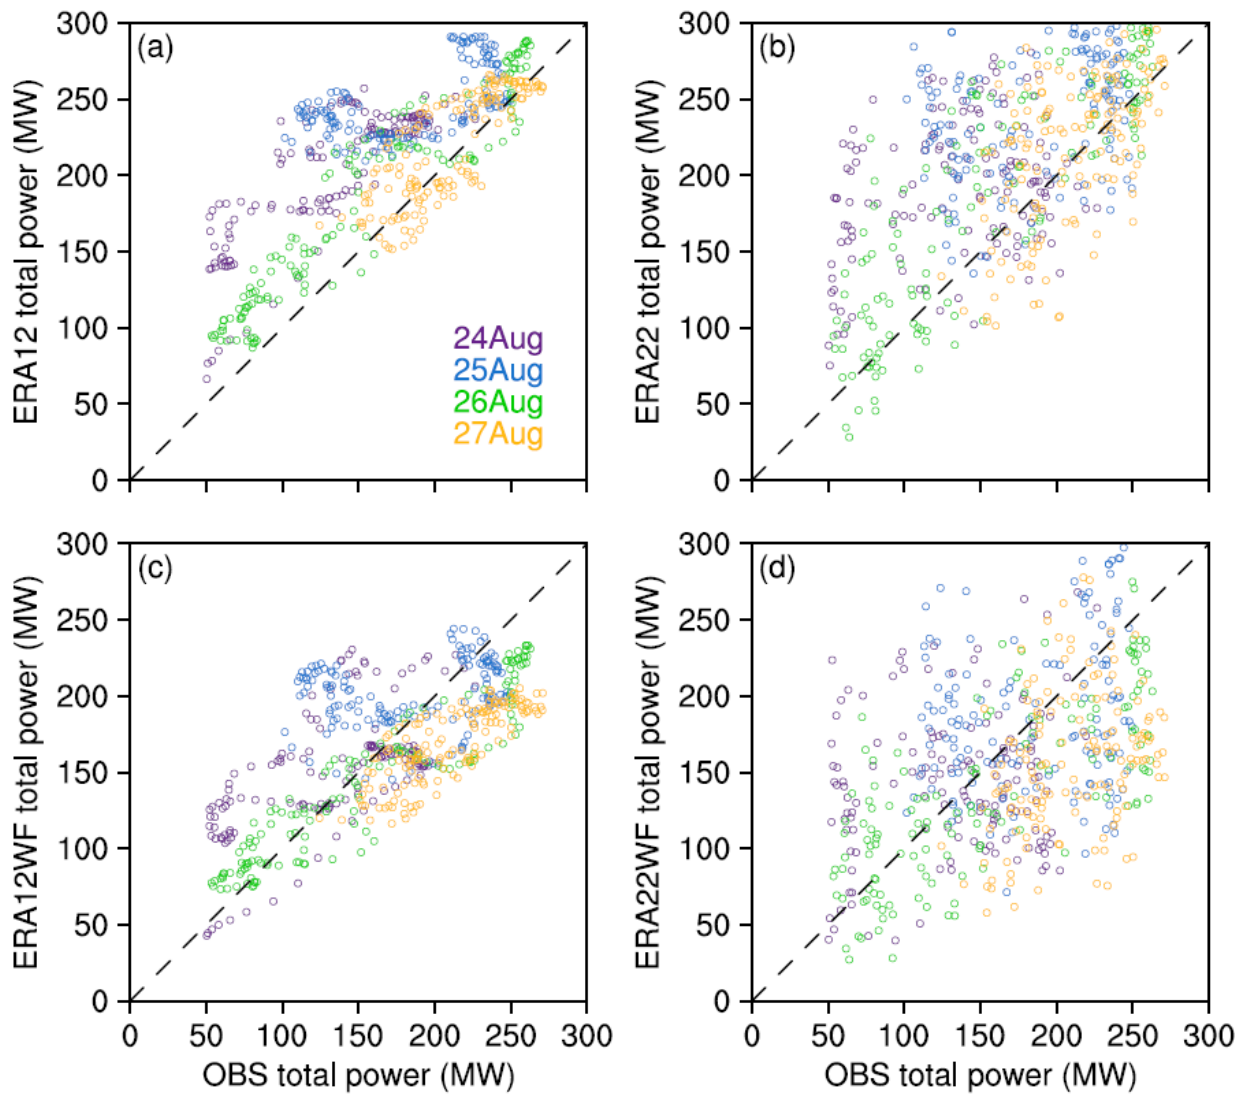 (a)
ERA12 total power (MW)
300
250
200
150
100
50
0
24Aug
25Aug
26Aug
27Aug
(b)
ERA22 total power (MW)
300
250
200
150
100
50
0
(c)
ERA12WF total power (MW)
300
250
200
150
100
50
0
0 50 100 150 200 250 300
OBS total power (MW)
(d)
ERA22WF total power (MW)
300
250
200
150
100
50
0
0 50 100 150 200 250 300
OBS total power (MW)